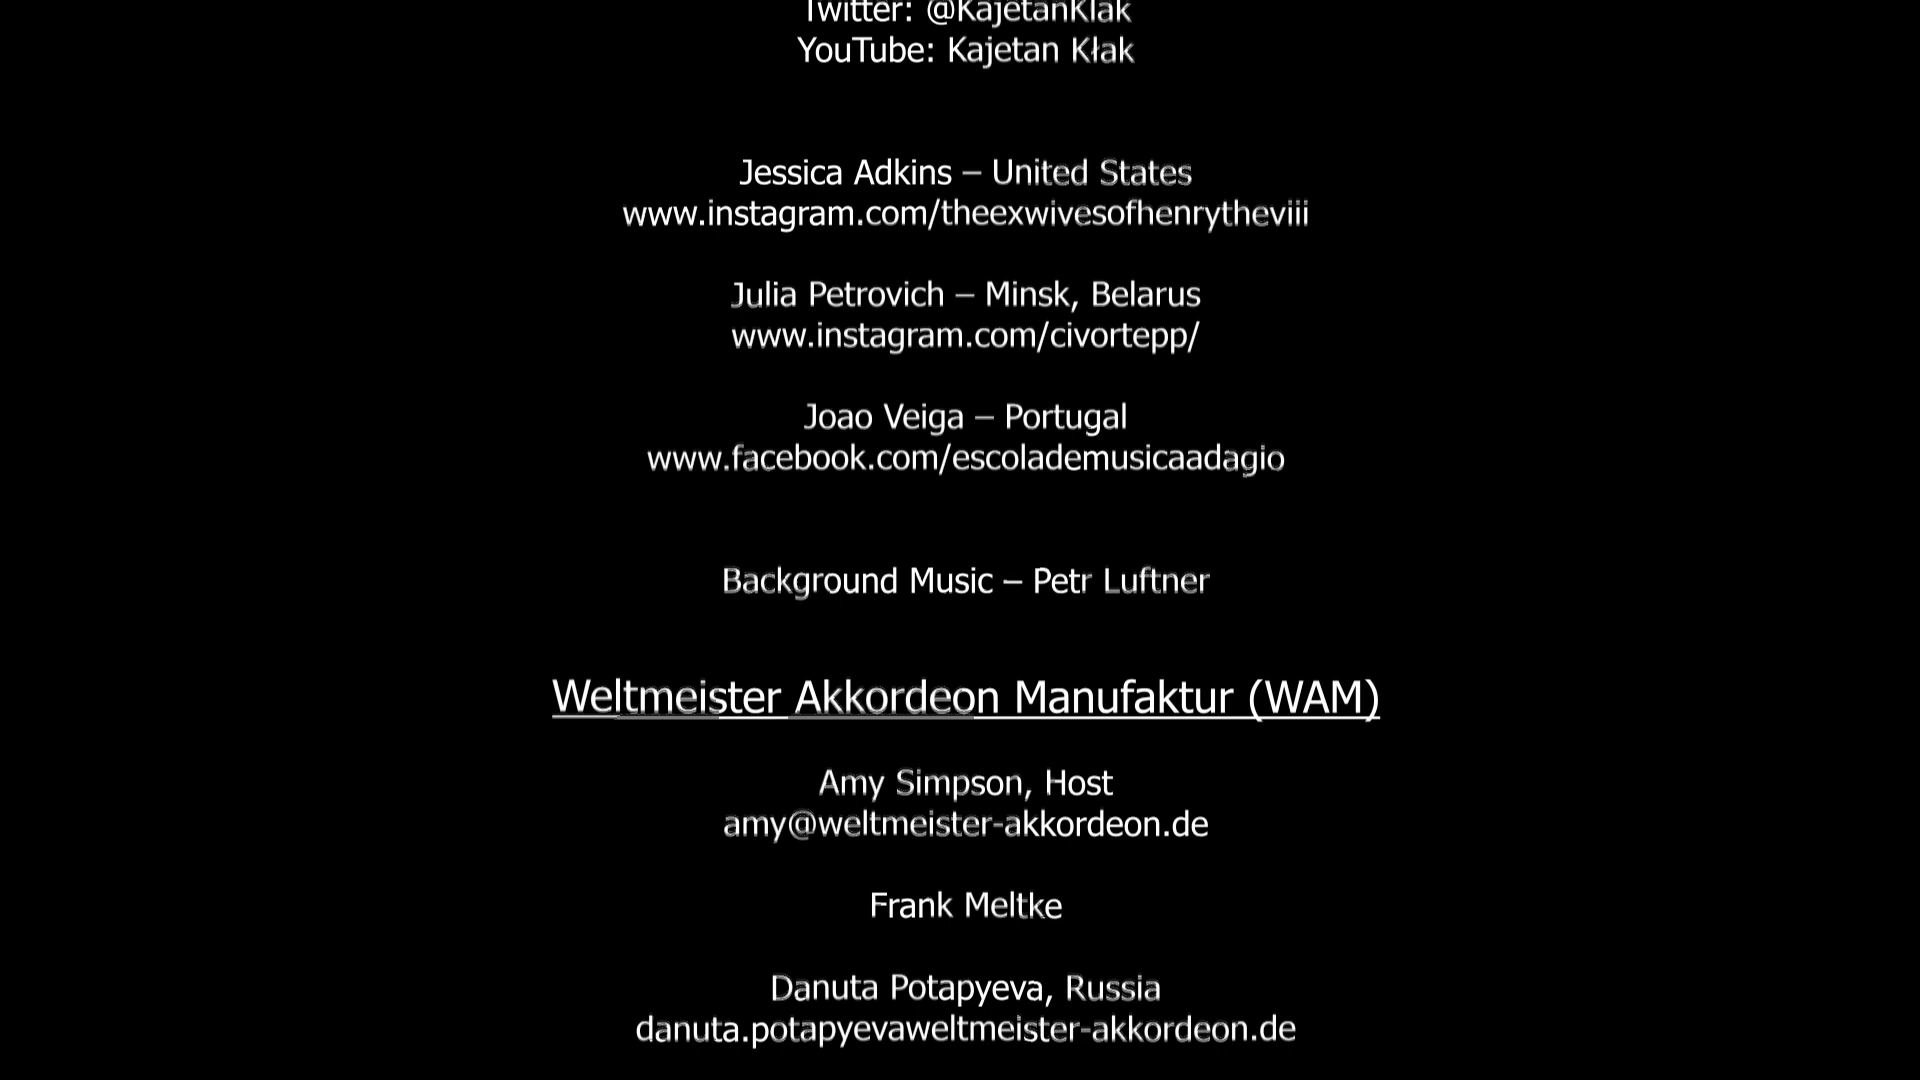 Twitter: @KajetanKlak
YouTube: Kajetan Kłak
Jessica Adkins – United States
www.instagram.com/theexwivesofhenrytheviii
Julia Petrovich – Minsk, Belarus
www.instagram.com/civortepp/
Joao Veiga – Portugal
www.facebook.com/escolademusicaadagio
Background Music – Petr Luftner
Weltmeister Akkordeon Manufaktur (WAM)
Amy Simpson, Host
amy@weltmeister-akkordeon.de
Frank Meltke
Danuta Potapyeva, Russia
danuta.potapyevaweltmeister-akkordeon.de